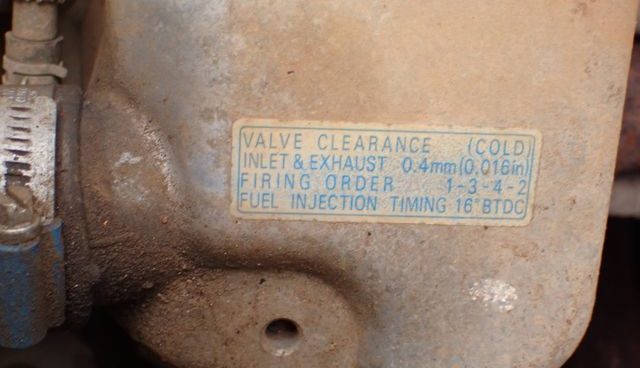 VALVE CLEARANCE (COLD)
INLET & EXHAUST 0.4mm(0.016in)
FIRING ORDER 1-3-4-2
FUEL INJECTION TIMING 16°BTDC